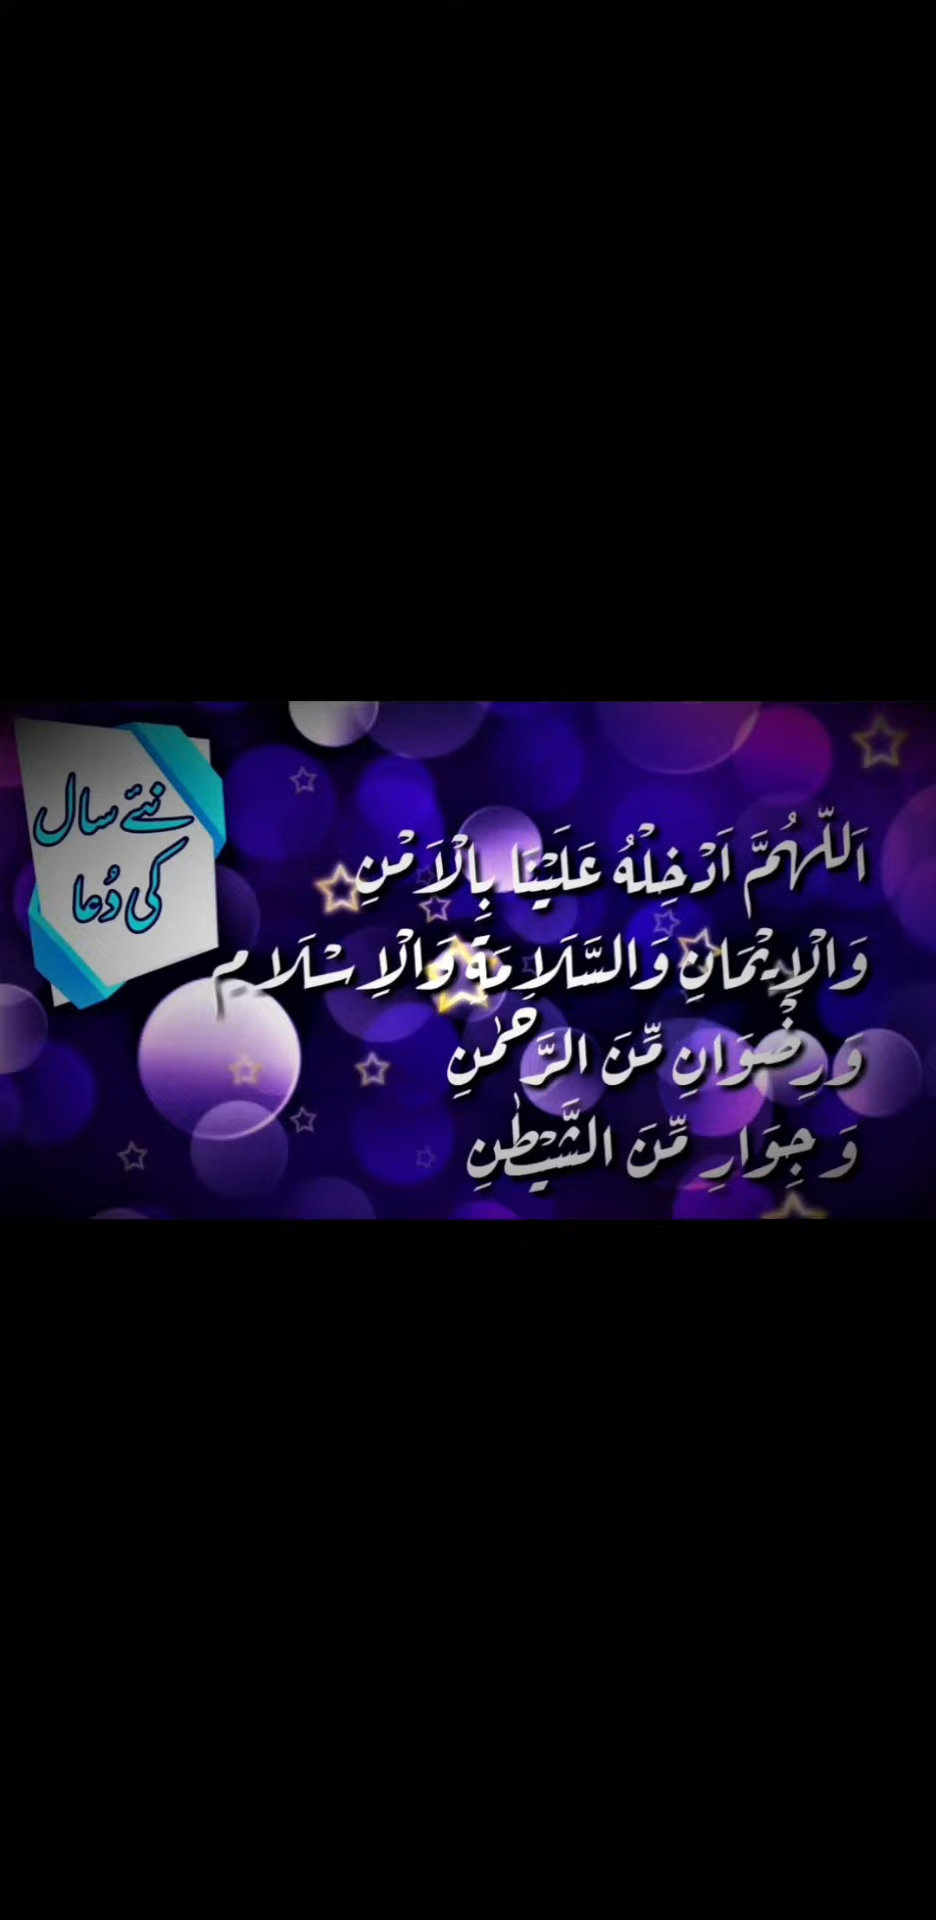 نئے سال
کی دُعا
اَللّٰهُمَّ اَدْخِلْهُ عَلَيْنَا بِالْاَمْنِ
وَالْاِيْمَانِ وَالسَّلَامَةِ وَالْاِسْلَامِ
وَرِضْوَانٍ مِّنَ الرَّحْمٰنِ
وَ جِوَارٍ مِّنَ الشَّيْطٰنِ